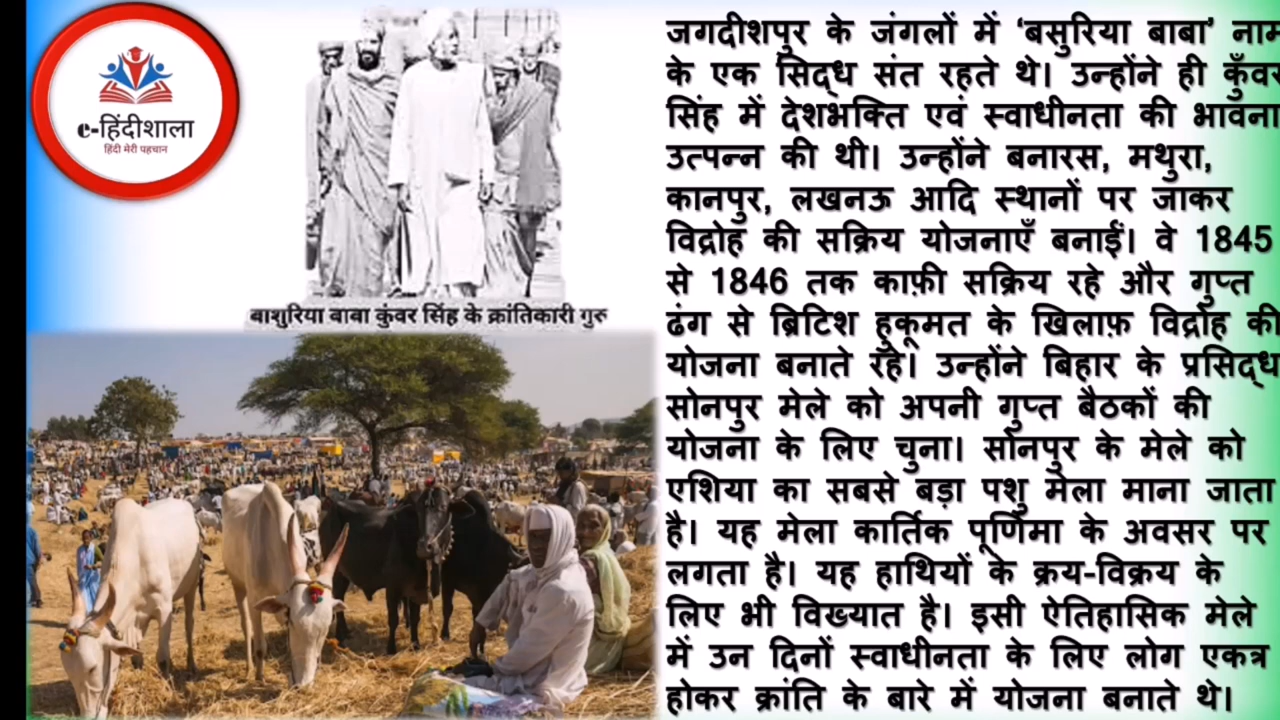 e-हिंदीशाला
हिंदी मेरी पहचान
बाशुरिया बाबा कुंवर सिंह के क्रांतिकारी गुरु
जगदीशपुर के जंगलों में ‘बसुरिया बाबा’ नाम
के एक सिद्ध संत रहते थे। उन्होंने ही कुँवर
सिंह में देशभक्ति एवं स्वाधीनता की भावना
उत्पन्न की थी। उन्होंने बनारस, मथुरा,
कानपुर, लखनऊ आदि स्थानों पर जाकर
विद्रोह की सक्रिय योजनाएँ बनाईं। वे 1845
से 1846 तक काफ़ी सक्रिय रहे और गुप्त
ढंग से ब्रिटिश हुकूमत के खिलाफ़ विद्रोह की
योजना बनाते रहे। उन्होंने बिहार के प्रसिद्ध
सोनपुर मेले को अपनी गुप्त बैठकों की
योजना के लिए चुना। सोनपुर के मेले को
एशिया का सबसे बड़ा पशु मेला माना जाता
है। यह मेला कार्तिक पूर्णिमा के अवसर पर
लगता है। यह हाथियों के क्रय-विक्रय के
लिए भी विख्यात है। इसी ऐतिहासिक मेले
में उन दिनों स्वाधीनता के लिए लोग एकत्र
होकर क्रांति के बारे में योजना बनाते थे।